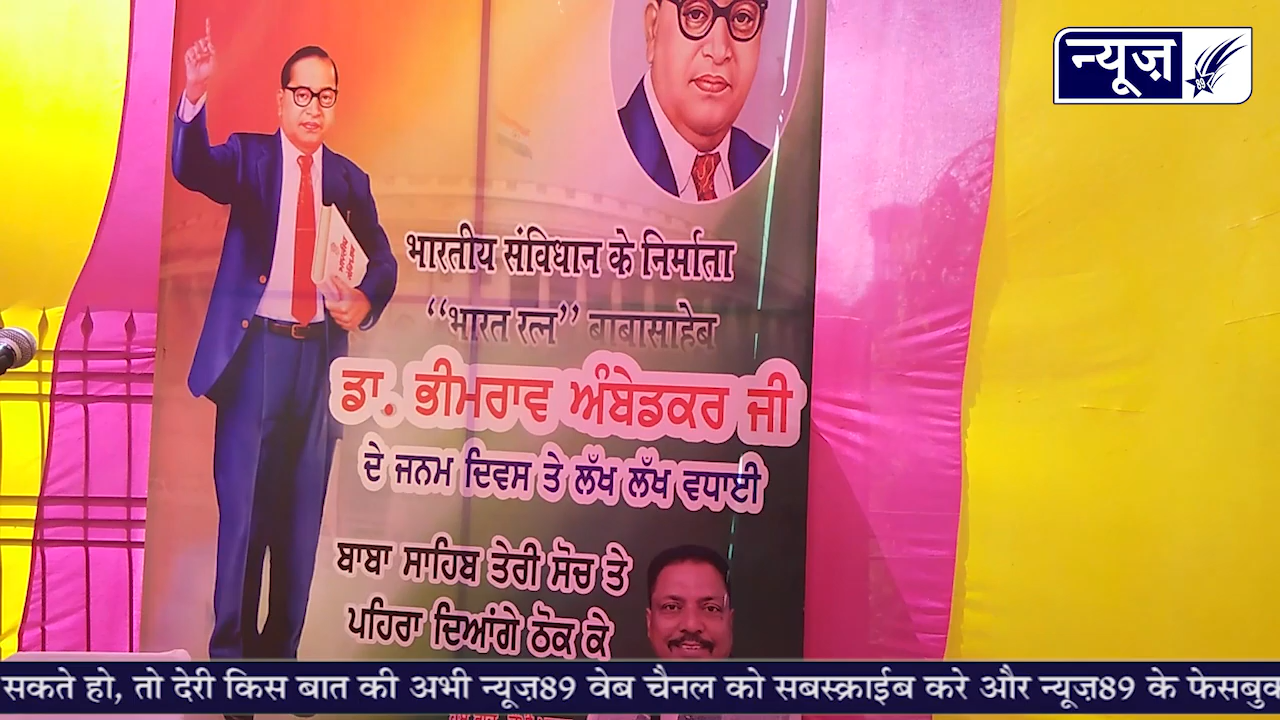 न्यूज़
89
भारतीय संविधान के निर्माता
“भारत रत्न” बाबासाहेब
ਡਾ. ਭੀਮਰਾਵ ਅੰਬੇਡਕਰ ਜੀ
ਦੇ ਜਨਮ ਦਿਵਸ ਤੇ ਲੱਖ ਲੱਖ ਵਧਾਈ
ਬਾਬਾ ਸਾਹਿਬ ਤੇਰੀ ਸੋਚ ਤੇ
ਪਹਿਰਾ ਦਿਆਂਗੇ ਠੋਕ ਕੇ
सकते हो, तो देरी किस बात की अभी न्यूज़89 वेब चैनल को सबस्क्राईब करे और न्यूज़89 के फेसबुक